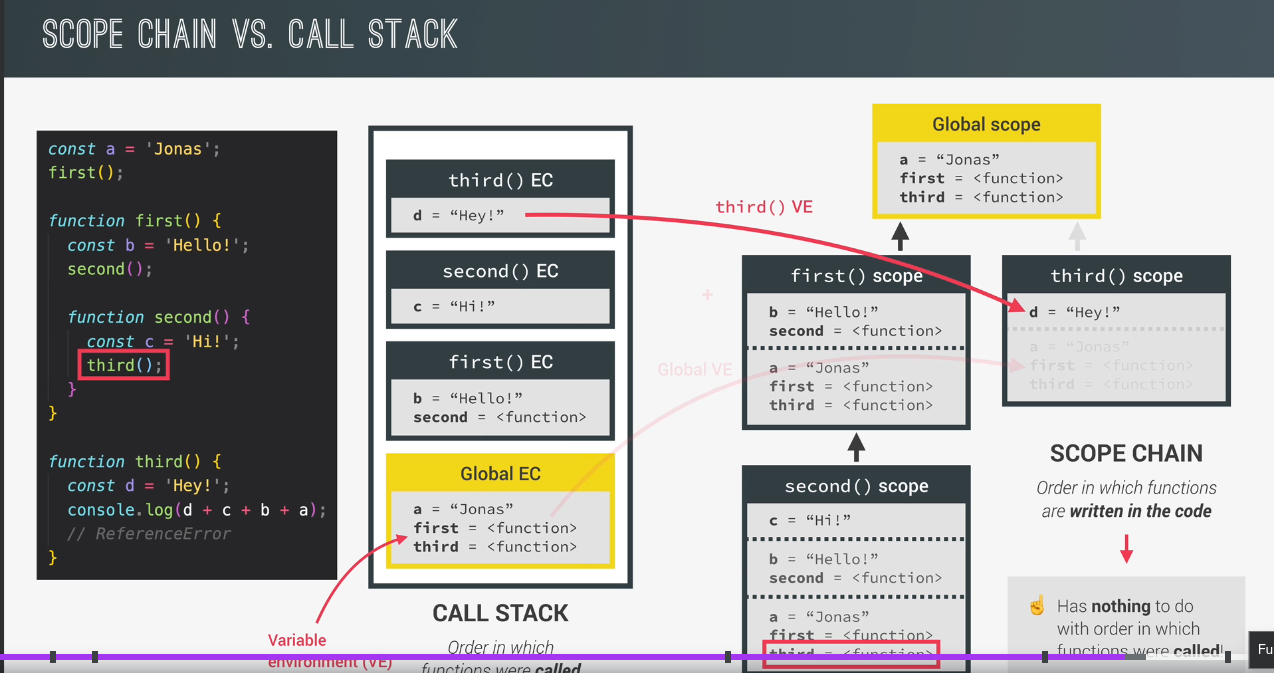 SCOPE CHAIN VS. CALL STACK
const a = 'Jonas';
first();
function first() {
const b = 'Hello!';
second();
function second() {
const c = 'Hi!';
third();
}
}
function third() {
const d = 'Hey!';
console.log(d + c + b + a);
// ReferenceError
}
third() EC
d = “Hey!”
second() EC
c = “Hi!”
first() EC
b = “Hello!”
second = <function>
Global EC
a = “Jonas”
first = <function>
third = <function>
Variable
environment (VE)
CALL STACK
Order in which
functions were called
third() VE
+
Global VE
Global scope
a = “Jonas”
first = <function>
third = <function>
first() scope
b = “Hello!”
second = <function>
a = “Jonas”
first = <function>
third = <function>
second() scope
c = “Hi!”
b = “Hello!”
second = <function>
a = “Jonas”
first = <function>
third = <function>
third() scope
d = “Hey!”
a = “Jonas”
first = <function>
third = <function>
SCOPE CHAIN
Order in which functions
are written in the code
☝️ Has nothing to do
with order in which
functions were called!
Fu